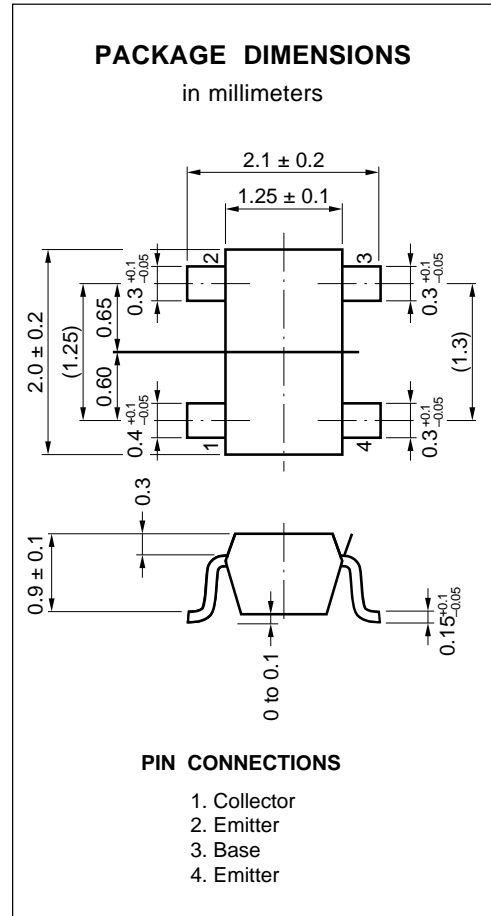 PACKAGE DIMENSIONS
in millimeters
2.1 ± 0.2
1.25 ± 0.1
2
3
2.0 ± 0.2
(1.25)
0.65
0.60
0.3 +0.1 −0.05
0.4 +0.1 −0.05
0.3 +0.1 −0.05
0.3 +0.1 −0.05
(1.3)
1
4
0.3
0.9 ± 0.1
0 to 0.1
0.15 +0.1 −0.05
PIN CONNECTIONS
1. Collector
2. Emitter
3. Base
4. Emitter